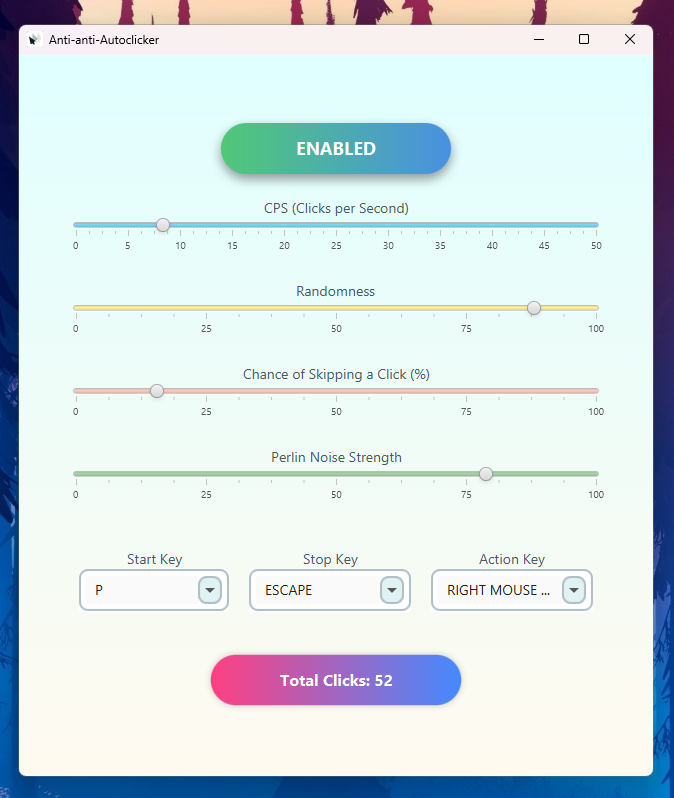 Anti-anti-Autoclicker
ENABLED
CPS (Clicks per Second)
0 5 10 15 20 25 30 35 40 45 50
Randomness
0 25 50 75 100
Chance of Skipping a Click (%)
0 25 50 75 100
Perlin Noise Strength
0 25 50 75 100
Start Key Stop Key Action Key
P ESCAPE RIGHT MOUSE ...
Total Clicks: 52